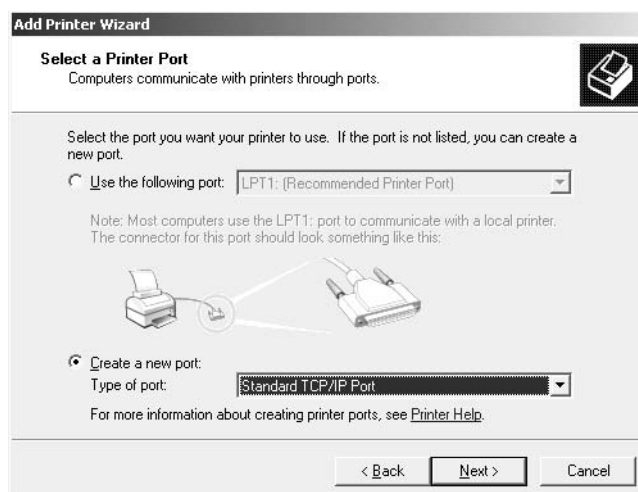 Add Printer Wizard
Select a Printer Port
Computers communicate with printers through ports.
Select the port you want your printer to use. If the port is not listed, you can create a
new port.
Use the following port: LPT1: (Recommended Printer Port)
Note: Most computers use the LPT1: port to communicate with a local printer.
The connector for this port should look something like this:
Create a new port:
Type of port: Standard TCP/IP Port
For more information about creating printer ports, see Printer Help.
< Back Next > Cancel